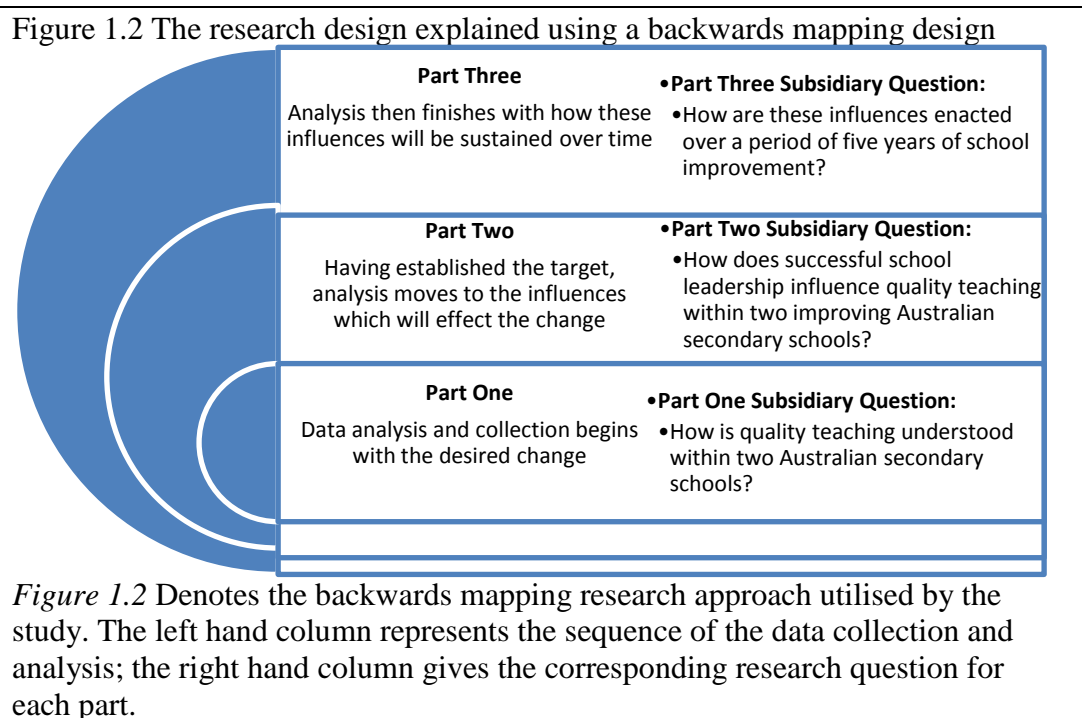 Figure 1.2 The research design explained using a backwards mapping design
Part Three
Analysis then finishes with how these
influences will be sustained over time
•Part Three Subsidiary Question:
•How are these influences enacted
over a period of five years of school
improvement?
Part Two
Having established the target,
analysis moves to the influences
which will effect the change
•Part Two Subsidiary Question:
•How does successful school
leadership influence quality teaching
within two improving Australian
secondary schools?
Part One
Data analysis and collection begins
with the desired change
•Part One Subsidiary Question:
•How is quality teaching understood
within two Australian secondary
schools?
Figure 1.2 Denotes the backwards mapping research approach utilised by the
study. The left hand column represents the sequence of the data collection and
analysis; the right hand column gives the corresponding research question for
each part.